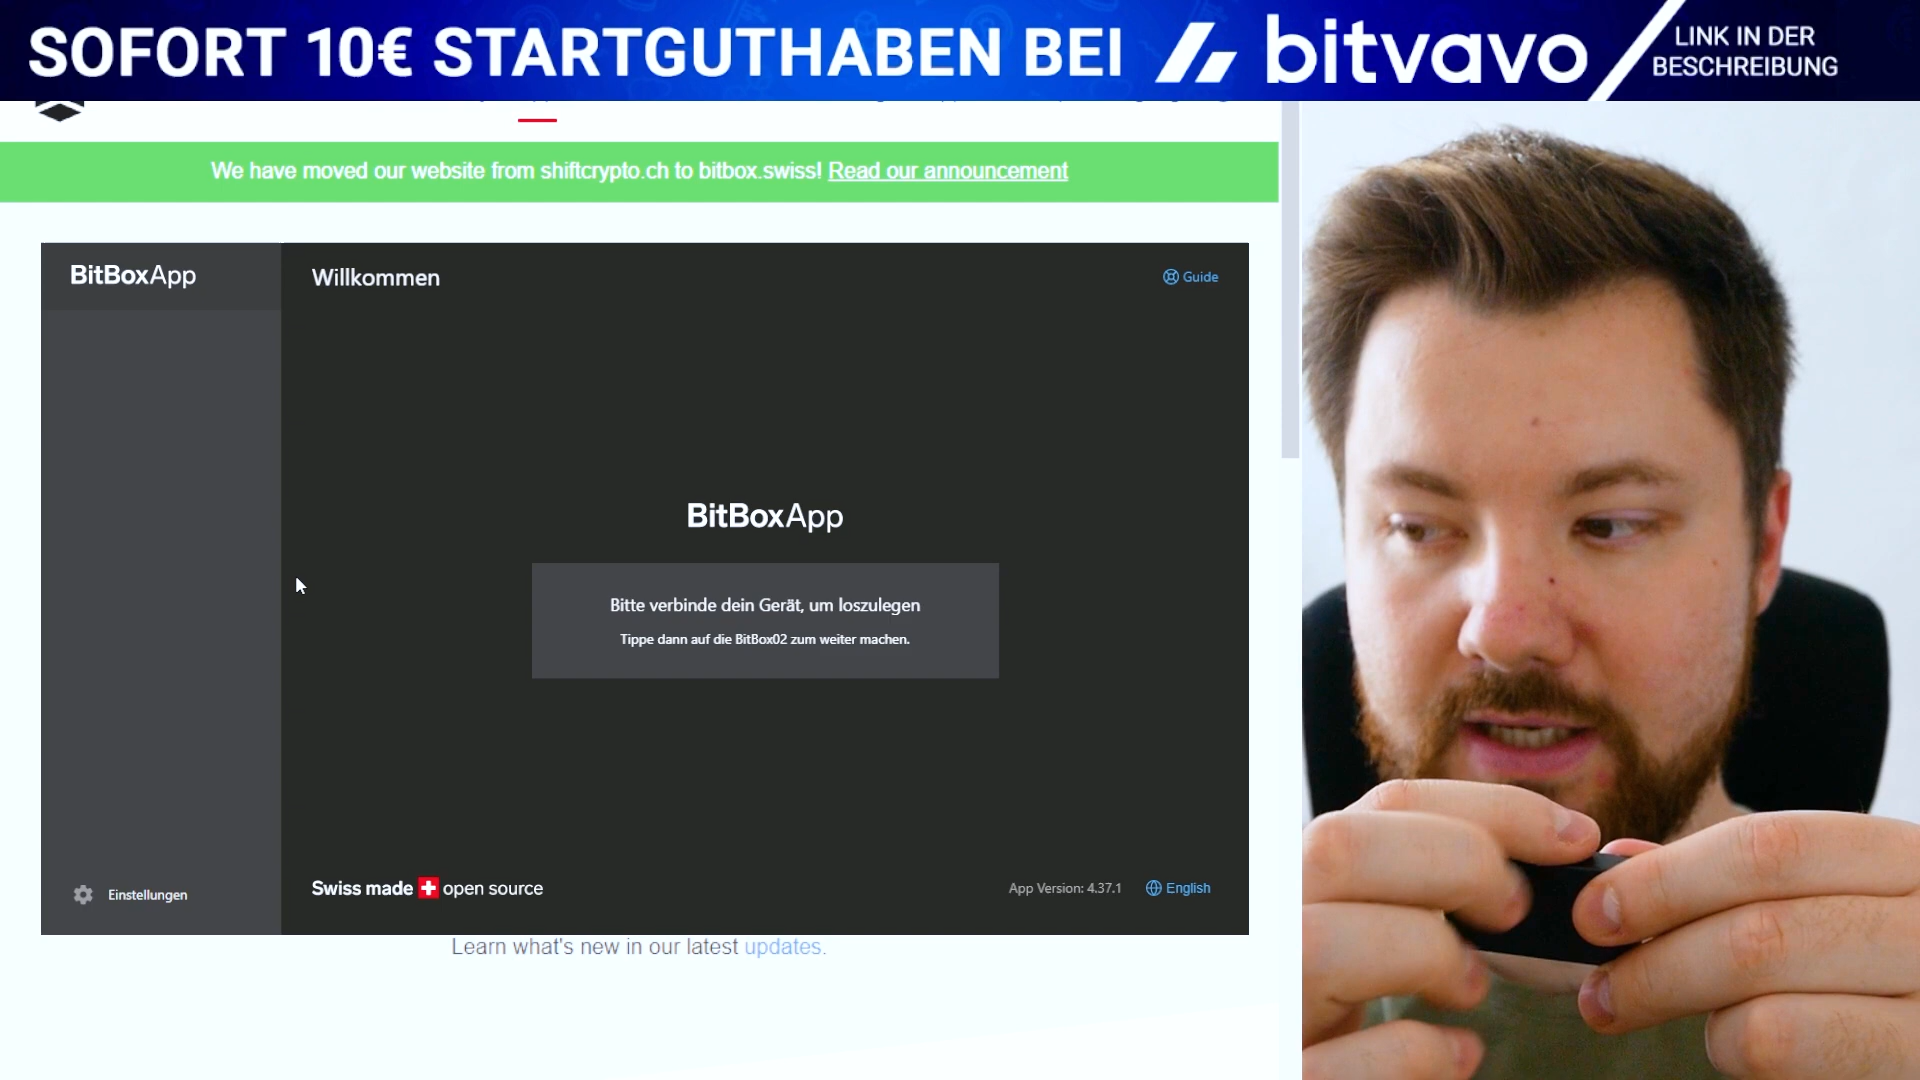 SOFORT 10€ STARTGUTHABEN BEI bitvavo
LINK IN DER
BESCHREIBUNG
We have moved our website from shiftcrypto.ch to bitbox.swiss! Read our announcement
BitBoxApp
Willkommen
Guide
BitBoxApp
Bitte verbinde dein Gerät, um loszulegen
Tippe dann auf die BitBox02 zum weiter machen.
Einstellungen
Swiss made open source
App Version: 4.37.1
English
Learn what's new in our latest updates.